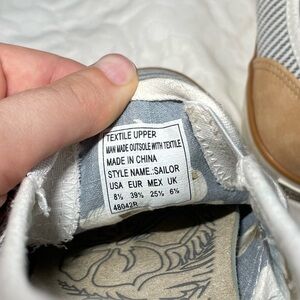 TEXTILE UPPER
MAN MADE OUTSOLE WITH TEXTILE
MADE IN CHINA
STYLE NAME.:SAILOR
USA EUR MEX UK
8½ 39½ 25½ 6½
48042R